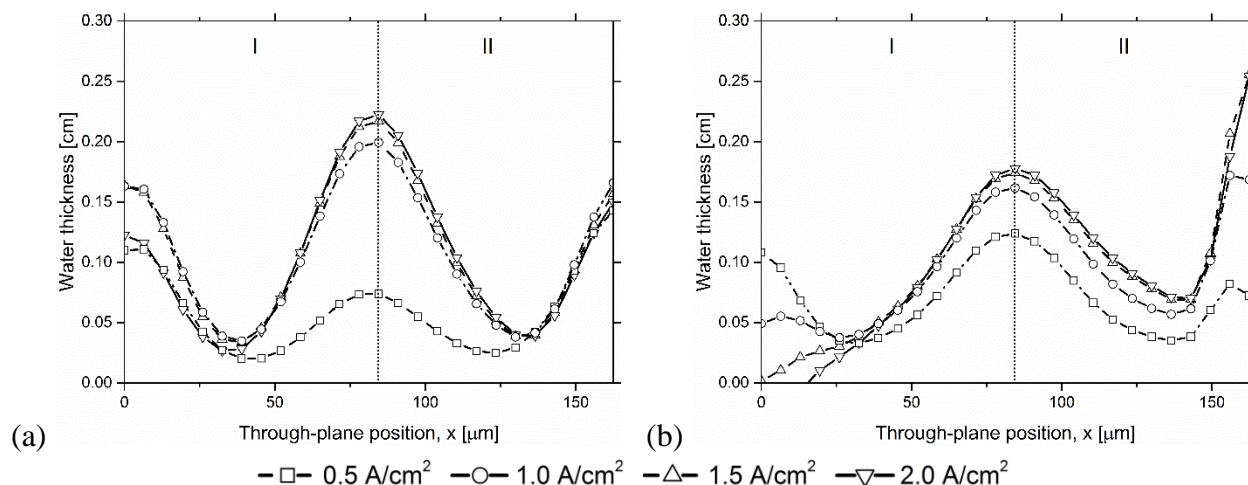 0.30
0.25
0.20
0.15
0.10
0.05
0.00
Water thickness [cm]
I
II
0
50
100
150
Through-plane position, x [μm]
(a)
0.30
0.25
0.20
0.15
0.10
0.05
0.00
Water thickness [cm]
I
II
0
50
100
150
Through-plane position, x [μm]
(b)
0.5 A/cm² 1.0 A/cm² 1.5 A/cm² 2.0 A/cm²